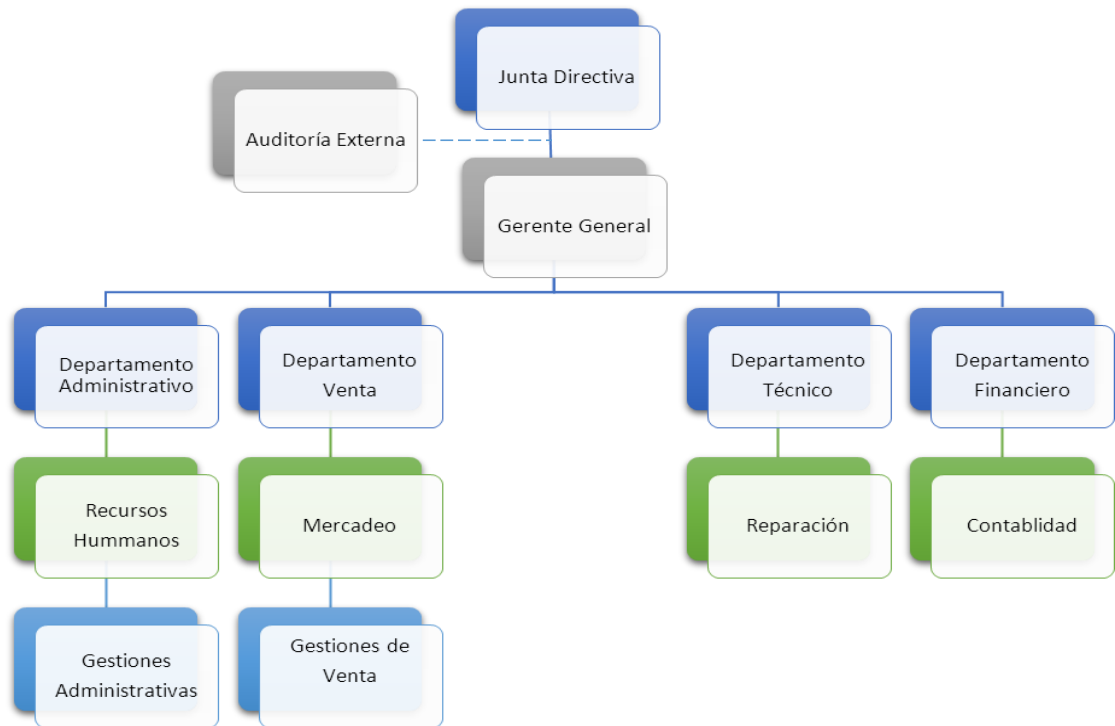 Junta Directiva
Auditoría Externa
Gerente General
Departamento
Administrativo
Departamento
Venta
Departamento
Técnico
Departamento
Financiero
Recursos
Hummanos
Mercadeo
Reparación
Contablidad
Gestiones
Administrativas
Gestiones de
Venta